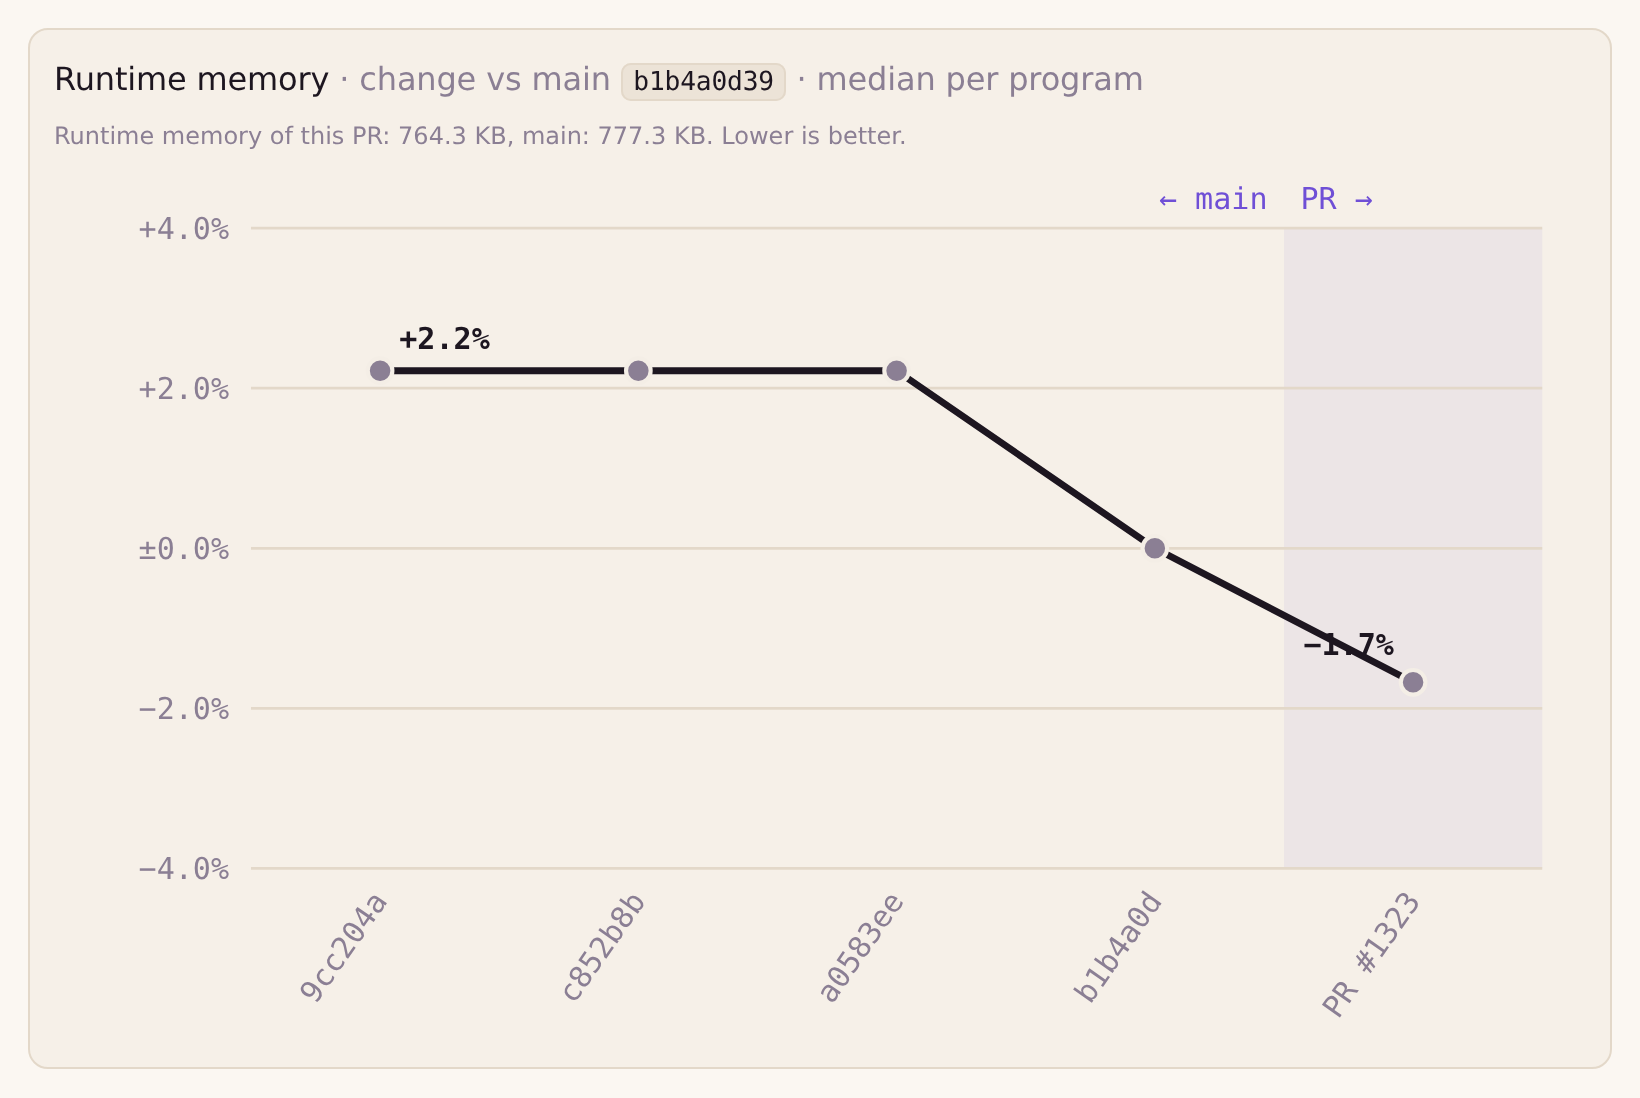 Runtime memory · change vs main b1b4a0d39 · median per program
Runtime memory of this PR: 764.3 KB, main: 777.3 KB. Lower is better.
← main PR →
+4.0%
+2.2%
+2.0%
±0.0%
−1.7%
−2.0%
−4.0%
9cc204a
c852b8b
a0583ee
b1b4a0d
PR #1323